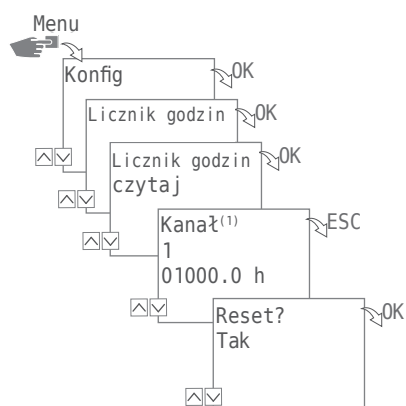 Menu
Konfig
OK
Licznik godzin
OK
Licznik godzin
czytaj
OK
Kanał(1)
1
01000.0 h
ESC
Reset?
Tak
OK